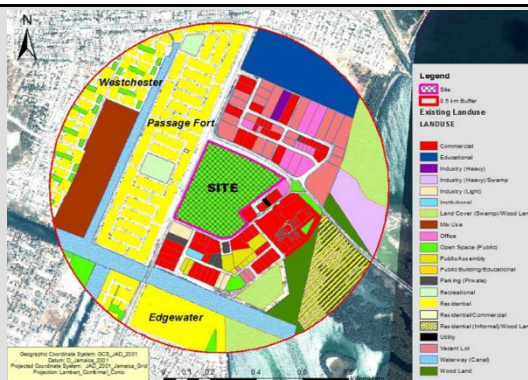 N
Westchester
Passage Fort
SITE
Edgewater
Legend
Site
0.5 km Buffer
Existing Landuse
LANDUSE
Commercial
Educational
Industry (Heavy)
Industry (Heavy)/Swamp
Industry (Light)
Institutional
Land Cover (Swamp)/Wood Land
Mix Use
Office
Open Space (Public)
Public Assembly
Public Building/Educational
Parking (Private)
Recreational
Residential
Residential/Commercial
Residential (Informal)/Wood Lan
Utility
Vacant Lot
Waterway (Canal)
Wood Land
Geographic Coordinate System: GCS_JAD_2001
Datum: D_Jamaica_2001
Projected Coordinate System: JAD_2001_Jamaica_Grid
Projection: Lambert_Conformal_Conic
0.1
0.2
0.4
0.6